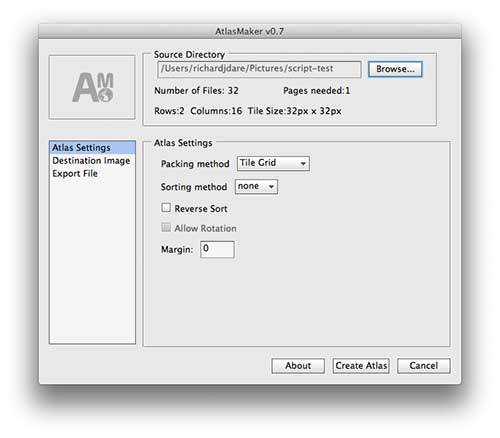 AtlasMaker v0.7
AM
Source Directory
/Users/richardjdare/Pictures/script-test
Browse...
Number of Files: 32 Pages needed:1
Rows:2 Columns:16 Tile Size:32px x 32px
Atlas Settings
Destination Image
Export File
Atlas Settings
Packing method Tile Grid
Sorting method none
Reverse Sort
Allow Rotation
Margin: 0
About Create Atlas Cancel